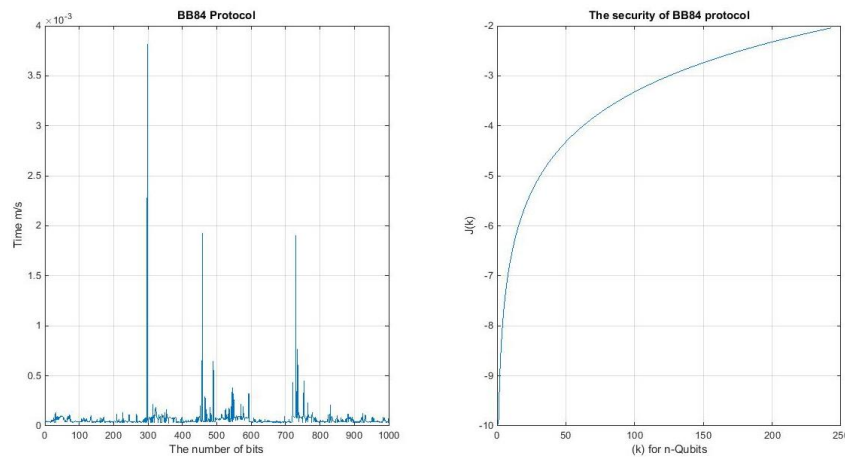 BB84 Protocol
× 10⁻³
4
3.5
3
2.5
2
1.5
1
0.5
0
Time m/s
0 100 200 300 400 500 600 700 800 900 1000
The number of bits
The security of BB84 protocol
-2
-3
-4
-5
-6
-7
-8
-9
-10
J(k)
0 50 100 150 200 250
(k) for n-Qubits